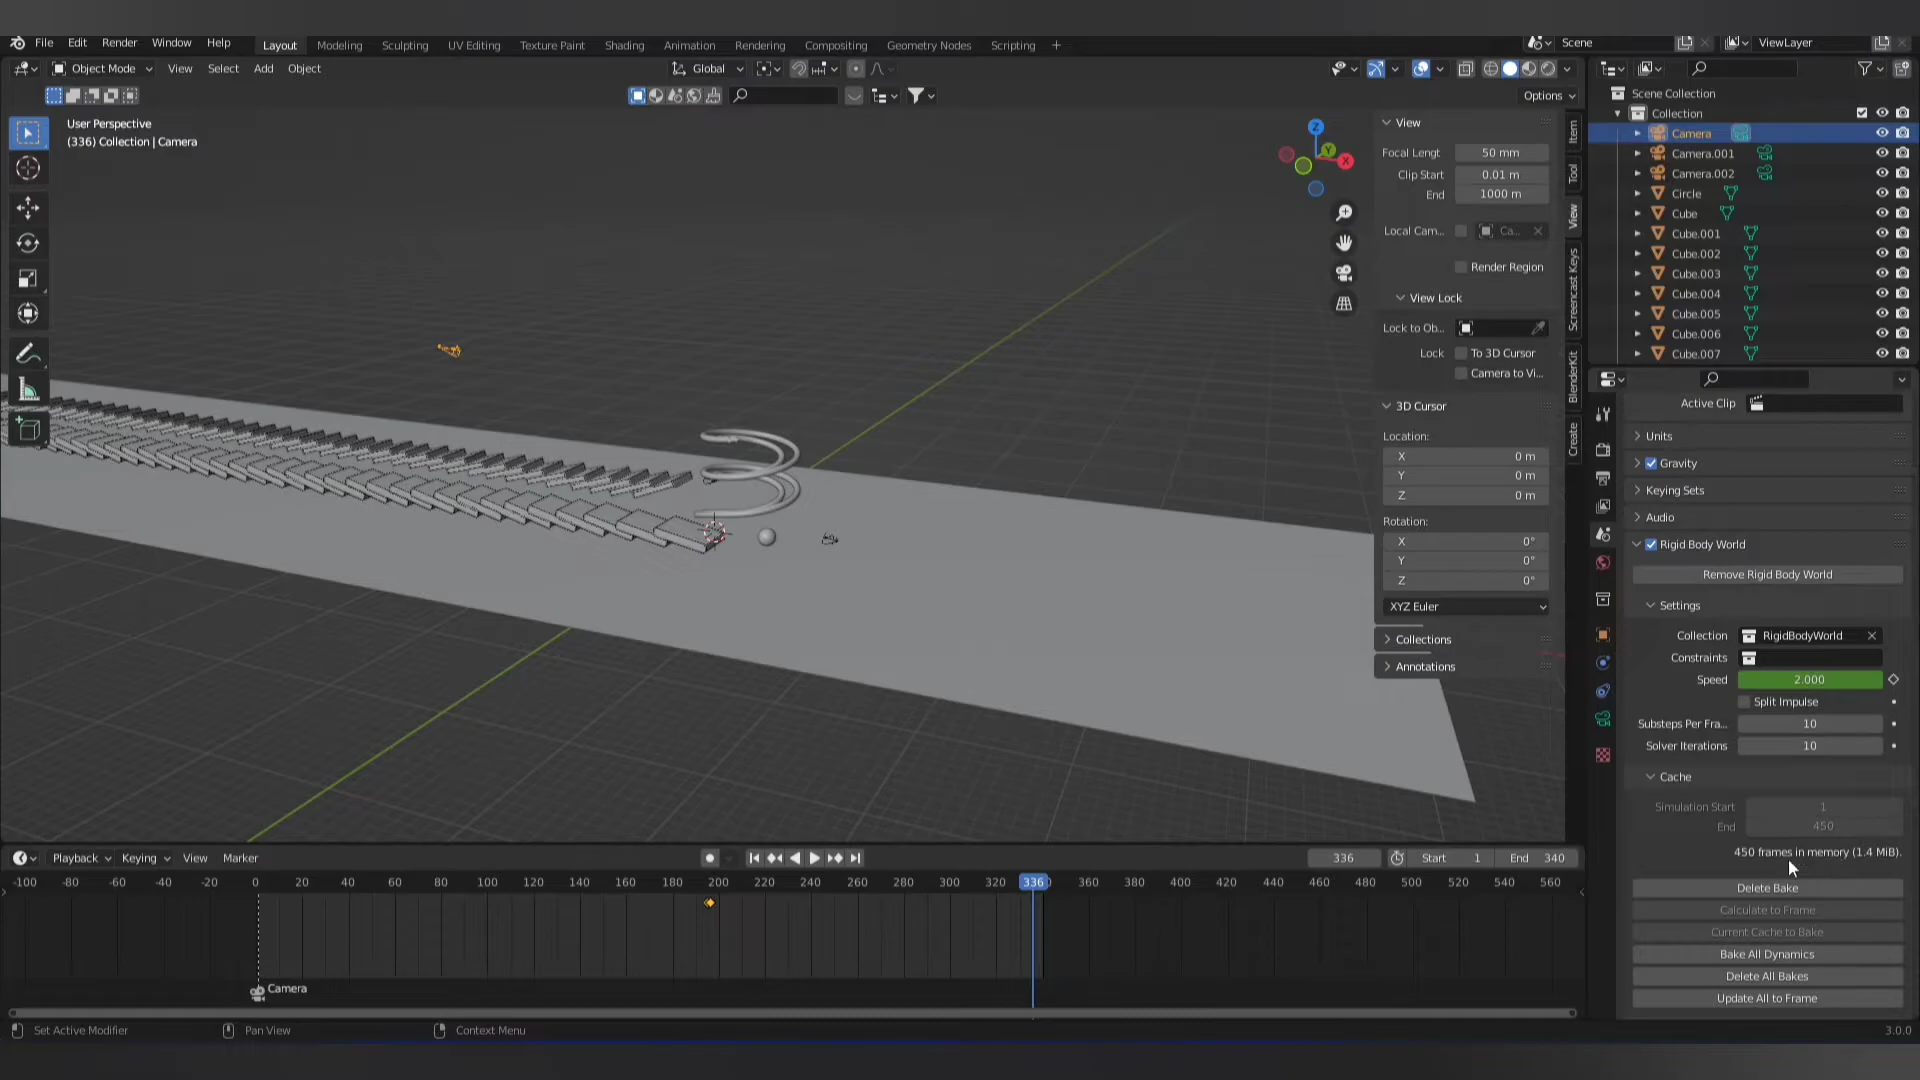 File Edit Render Window Help Layout Modeling Sculpting UV Editing Texture Paint Shading Animation Rendering Compositing Geometry Nodes Scripting + Scene ViewLayer
Object Mode View Select Add Object Global
Options
User Perspective
(336) Collection | Camera
Z
Y
X
View
Focal Lengt 50 mm
Clip Start 0.01 m
End 1000 m
Local Cam... Ca...
Render Region
View Lock
Lock to Ob...
Lock To 3D Cursor
Camera to Vi...
3D Cursor
Location:
X 0 m
Y 0 m
Z 0 m
Rotation:
X 0°
Y 0°
Z 0°
XYZ Euler
Collections
Annotations
Item
Tool
View
Screencast Keys
BlenderKit
Create
Scene Collection
Collection
Camera
Camera.001
Camera.002
Circle
Cube
Cube.001
Cube.002
Cube.003
Cube.004
Cube.005
Cube.006
Cube.007
Active Clip
Units
Gravity
Keying Sets
Audio
Rigid Body World
Remove Rigid Body World
Settings
Collection RigidBodyWorld
Constraints
Speed 2.000
Split Impulse
Substeps Per Fra... 10
Solver Iterations 10
Cache
Simulation Start 1
End 450
450 frames in memory (1.4 MiB).
Delete Bake
Calculate to Frame
Current Cache to Bake
Bake All Dynamics
Delete All Bakes
Update All to Frame
Playback Keying View Marker 336 Start 1 End 340
-100 -80 -60 -40 -20 0 20 40 60 80 100 120 140 160 180 200 220 240 260 280 300 320 336 360 380 400 420 440 460 480 500 520 540 560
Camera
Set Active Modifier Pan View Context Menu 3.0.0